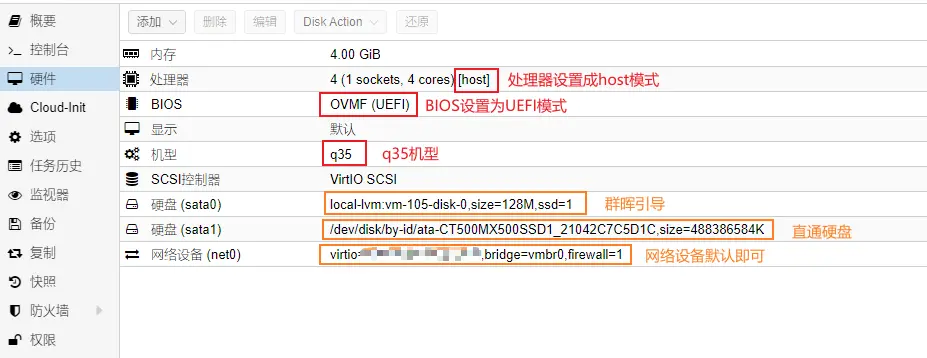 概要
控制台
硬件
Cloud-Init
选项
任务历史
监视器
备份
复制
快照
防火墙
权限
添加 删除 编辑 Disk Action 还原
内存 4.00 GiB
处理器 4 (1 sockets, 4 cores) [host] 处理器设置成host模式
BIOS OVMF (UEFI) BIOS设置为UEFI模式
显示 默认
机型 q35 q35机型
SCSI控制器 VirtIO SCSI
硬盘 (sata0) local-lvm:vm-105-disk-0,size=128M,ssd=1 群晖引导
硬盘 (sata1) /dev/disk/by-id/ata-CT500MX500SSD1_21042C7C5D1C,size=488386584K 直通硬盘
网络设备 (net0) virtio= ,bridge=vmbr0,firewall=1 网络设备默认即可